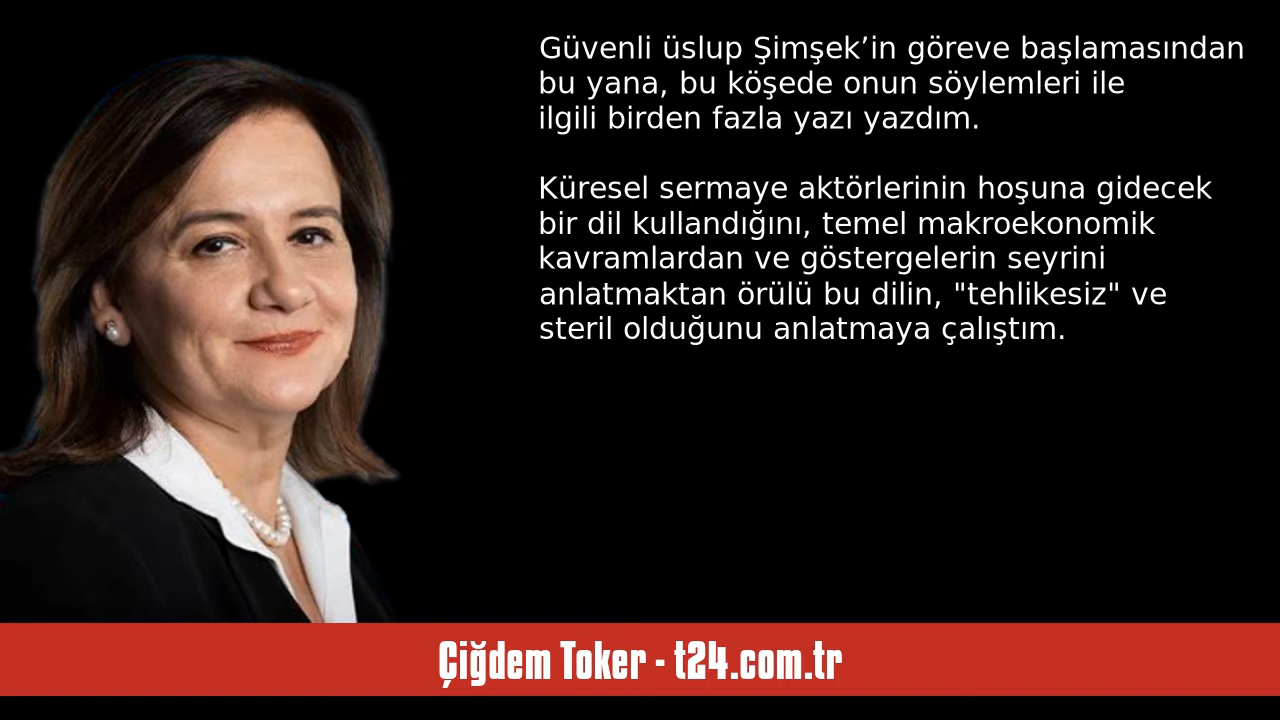 Güvenli üslup Şimşek’in göreve başlamasından
bu yana, bu köşede onun söylemleri ile
ilgili birden fazla yazı yazdım.
Küresel sermaye aktörlerinin hoşuna gidecek
bir dil kullandığını, temel makroekonomik
kavramlardan ve göstergelerin seyrini
anlatmaktan örülü bu dilin, "tehlikesiz" ve
steril olduğunu anlatmaya çalıştım.
Çiğdem Toker - t24.com.tr